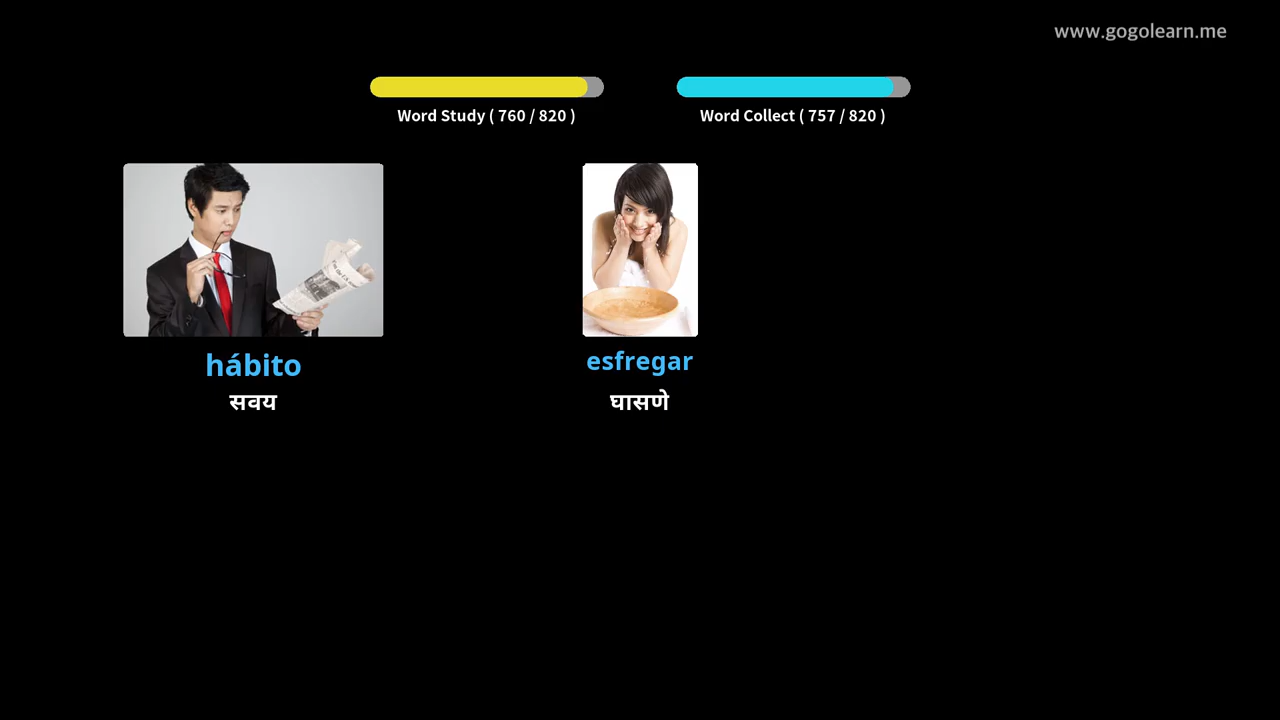 www.gogolearn.me
Word Study ( 760 / 820 )
Word Collect ( 757 / 820 )
hábito
सवय
esfregar
घासणे